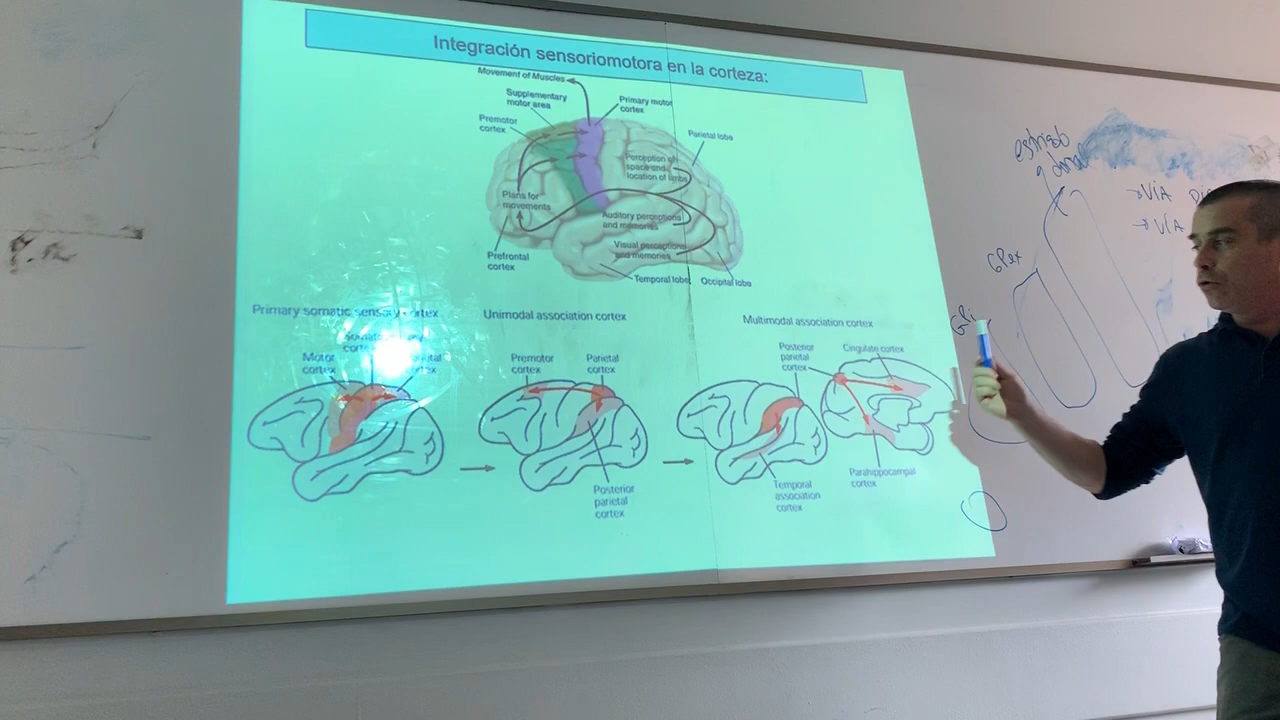 Integración sensoriomotora en la corteza:
Movement of Muscles
Supplementary
motor area
Primary motor
cortex
Premotor
cortex
Parietal lobe
Perception of
space and
location of limbs
Plans for
movements
Auditory perceptions
and memories
Visual perceptions
and memories
Prefrontal
cortex
Temporal lobe
Occipital lobe
Primary somatic sensory cortex
Unimodal association cortex
Multimodal association cortex
Motor
cortex
Premotor
cortex
Parietal
cortex
Posterior
parietal
cortex
Posterior
parietal
cortex
Cingulate cortex
Temporal
association
cortex
Parahippocampal
cortex
GPex
GPi
VÍA
VÍA